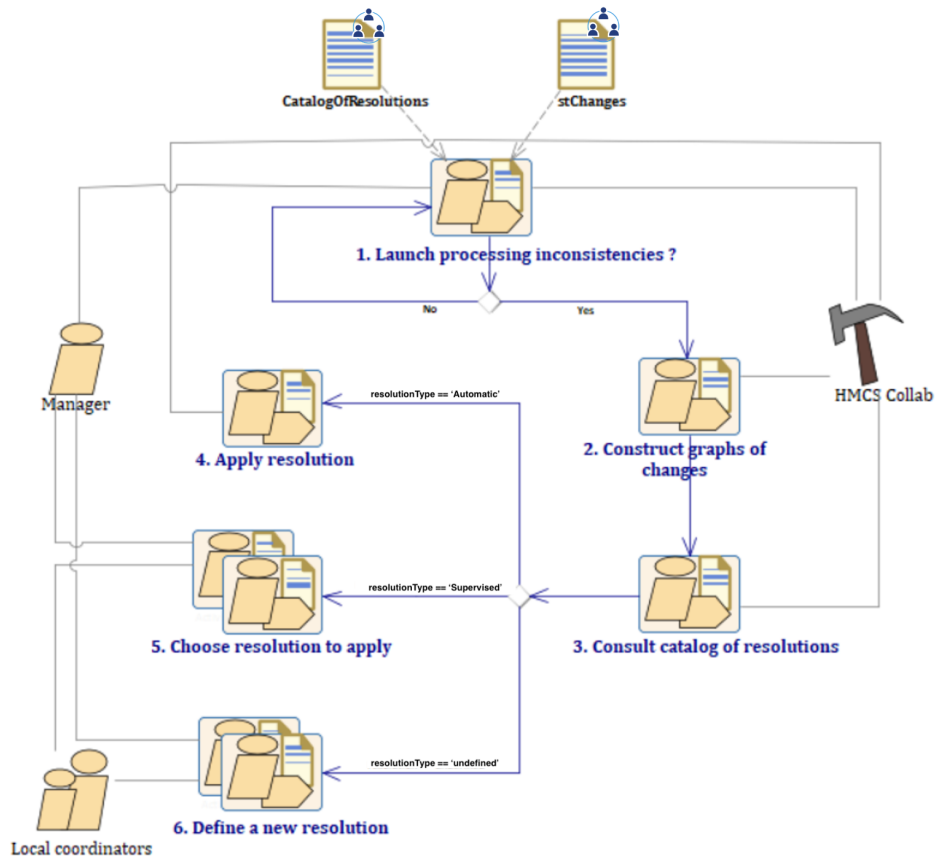 CatalogOfResolutions
stChanges
1. Launch processing inconsistencies ?
No
Yes
Manager
HMCS Collab
resolutionType == ‘Automatic’
4. Apply resolution
2. Construct graphs of
changes
resolutionType == ‘Supervised’
5. Choose resolution to apply
3. Consult catalog of resolutions
resolutionType == ‘undefined’
6. Define a new resolution
Local coordinators